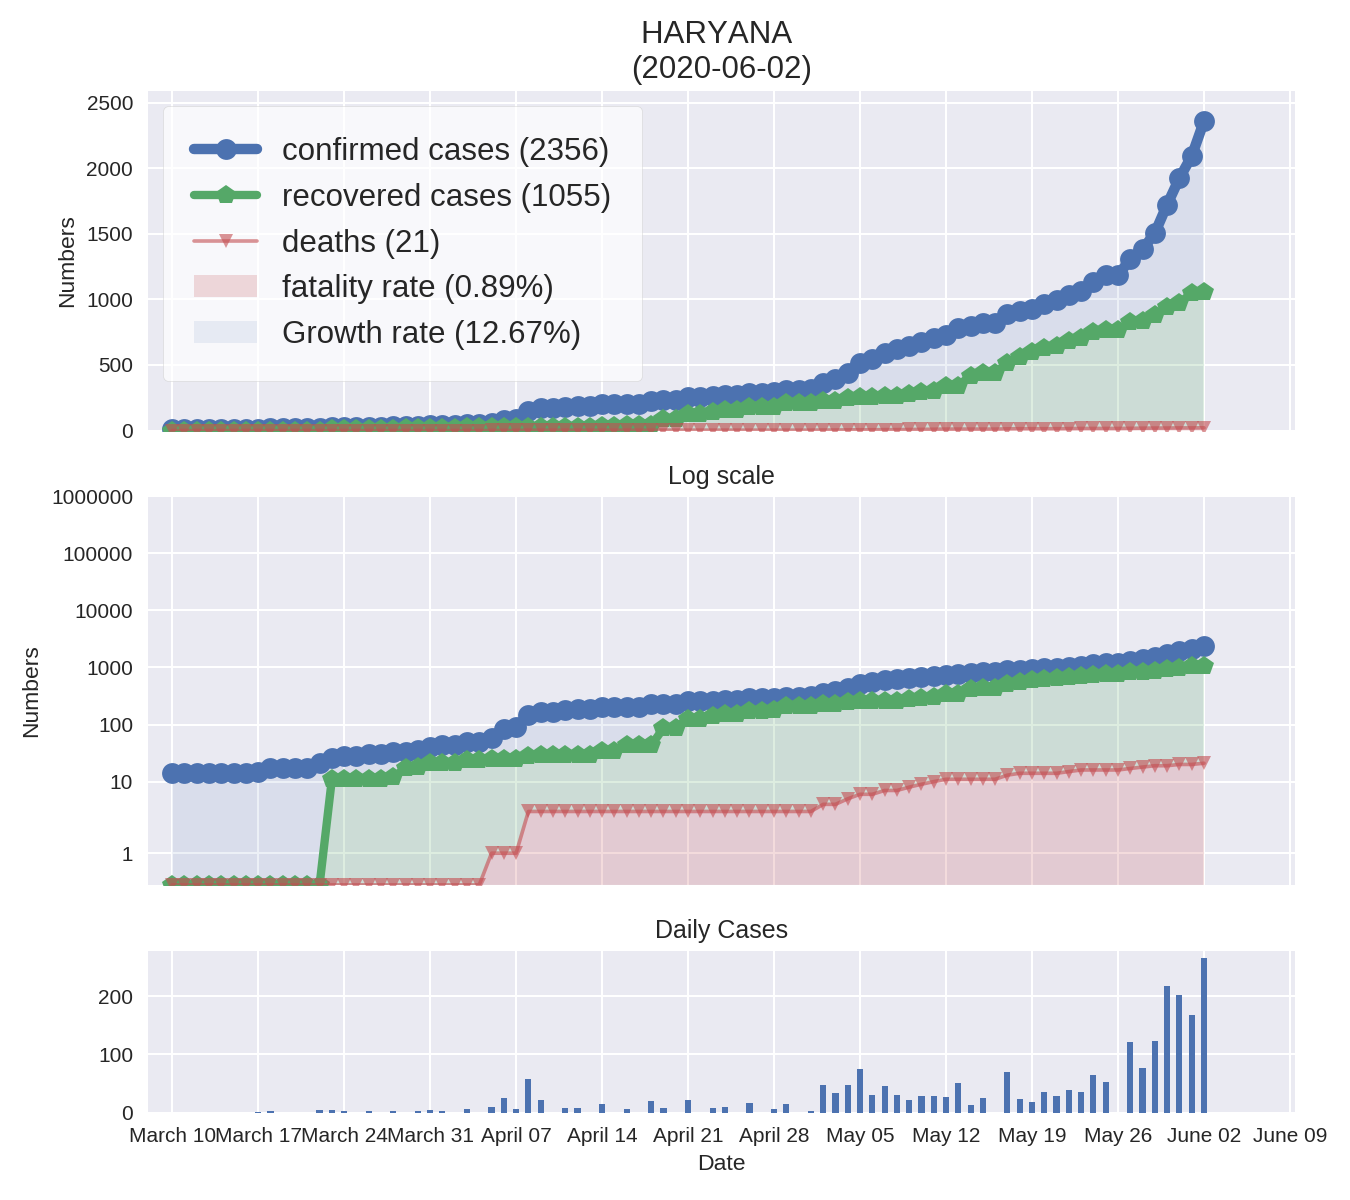 HARYANA
(2020-06-02)
2500
2000
1500
1000
500
0
Numbers
confirmed cases (2356)
recovered cases (1055)
deaths (21)
fatality rate (0.89%)
Growth rate (12.67%)
Log scale
1000000
100000
10000
1000
100
10
1
Numbers
Daily Cases
200
100
0
March 10 March 17 March 24 March 31 April 07 April 14 April 21 April 28 May 05 May 12 May 19 May 26 June 02 June 09
Date